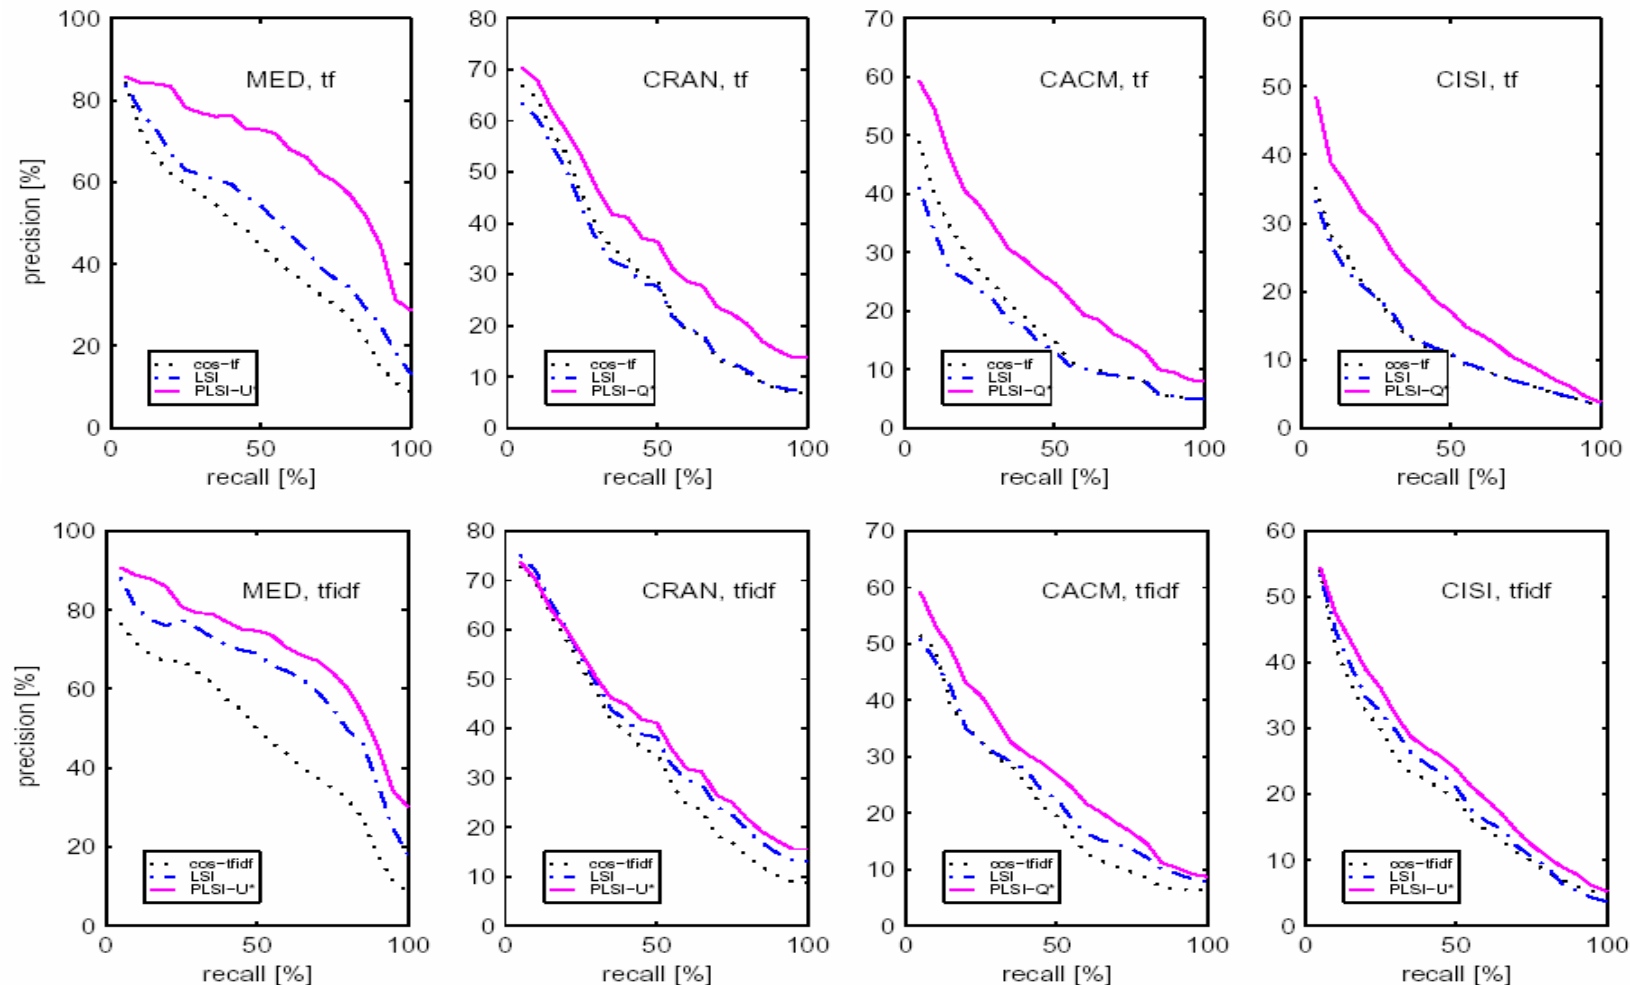 100
80
60
40
20
0
precision [%]
MED, tf
cos-tf
LSI
PLSI-U*
0 50 100
recall [%]
80
70
60
50
40
30
20
10
0
CRAN, tf
cos-tf
LSI
PLSI-Q*
0 50 100
recall [%]
70
60
50
40
30
20
10
0
CACM, tf
cos-tf
LSI
PLSI-Q*
0 50 100
recall [%]
60
50
40
30
20
10
0
CISI, tf
cos-tf
LSI
PLSI-Q*
0 50 100
recall [%]
100
80
60
40
20
0
precision [%]
MED, tfidf
cos-tfidf
LSI
PLSI-U*
0 50 100
recall [%]
80
70
60
50
40
30
20
10
0
CRAN, tfidf
cos-tfidf
LSI
PLSI-U*
0 50 100
recall [%]
70
60
50
40
30
20
10
0
CACM, tfidf
cos-tfidf
LSI
PLSI-Q*
0 50 100
recall [%]
60
50
40
30
20
10
0
CISI, tfidf
cos-tfidf
LSI
PLSI-U*
0 50 100
recall [%]